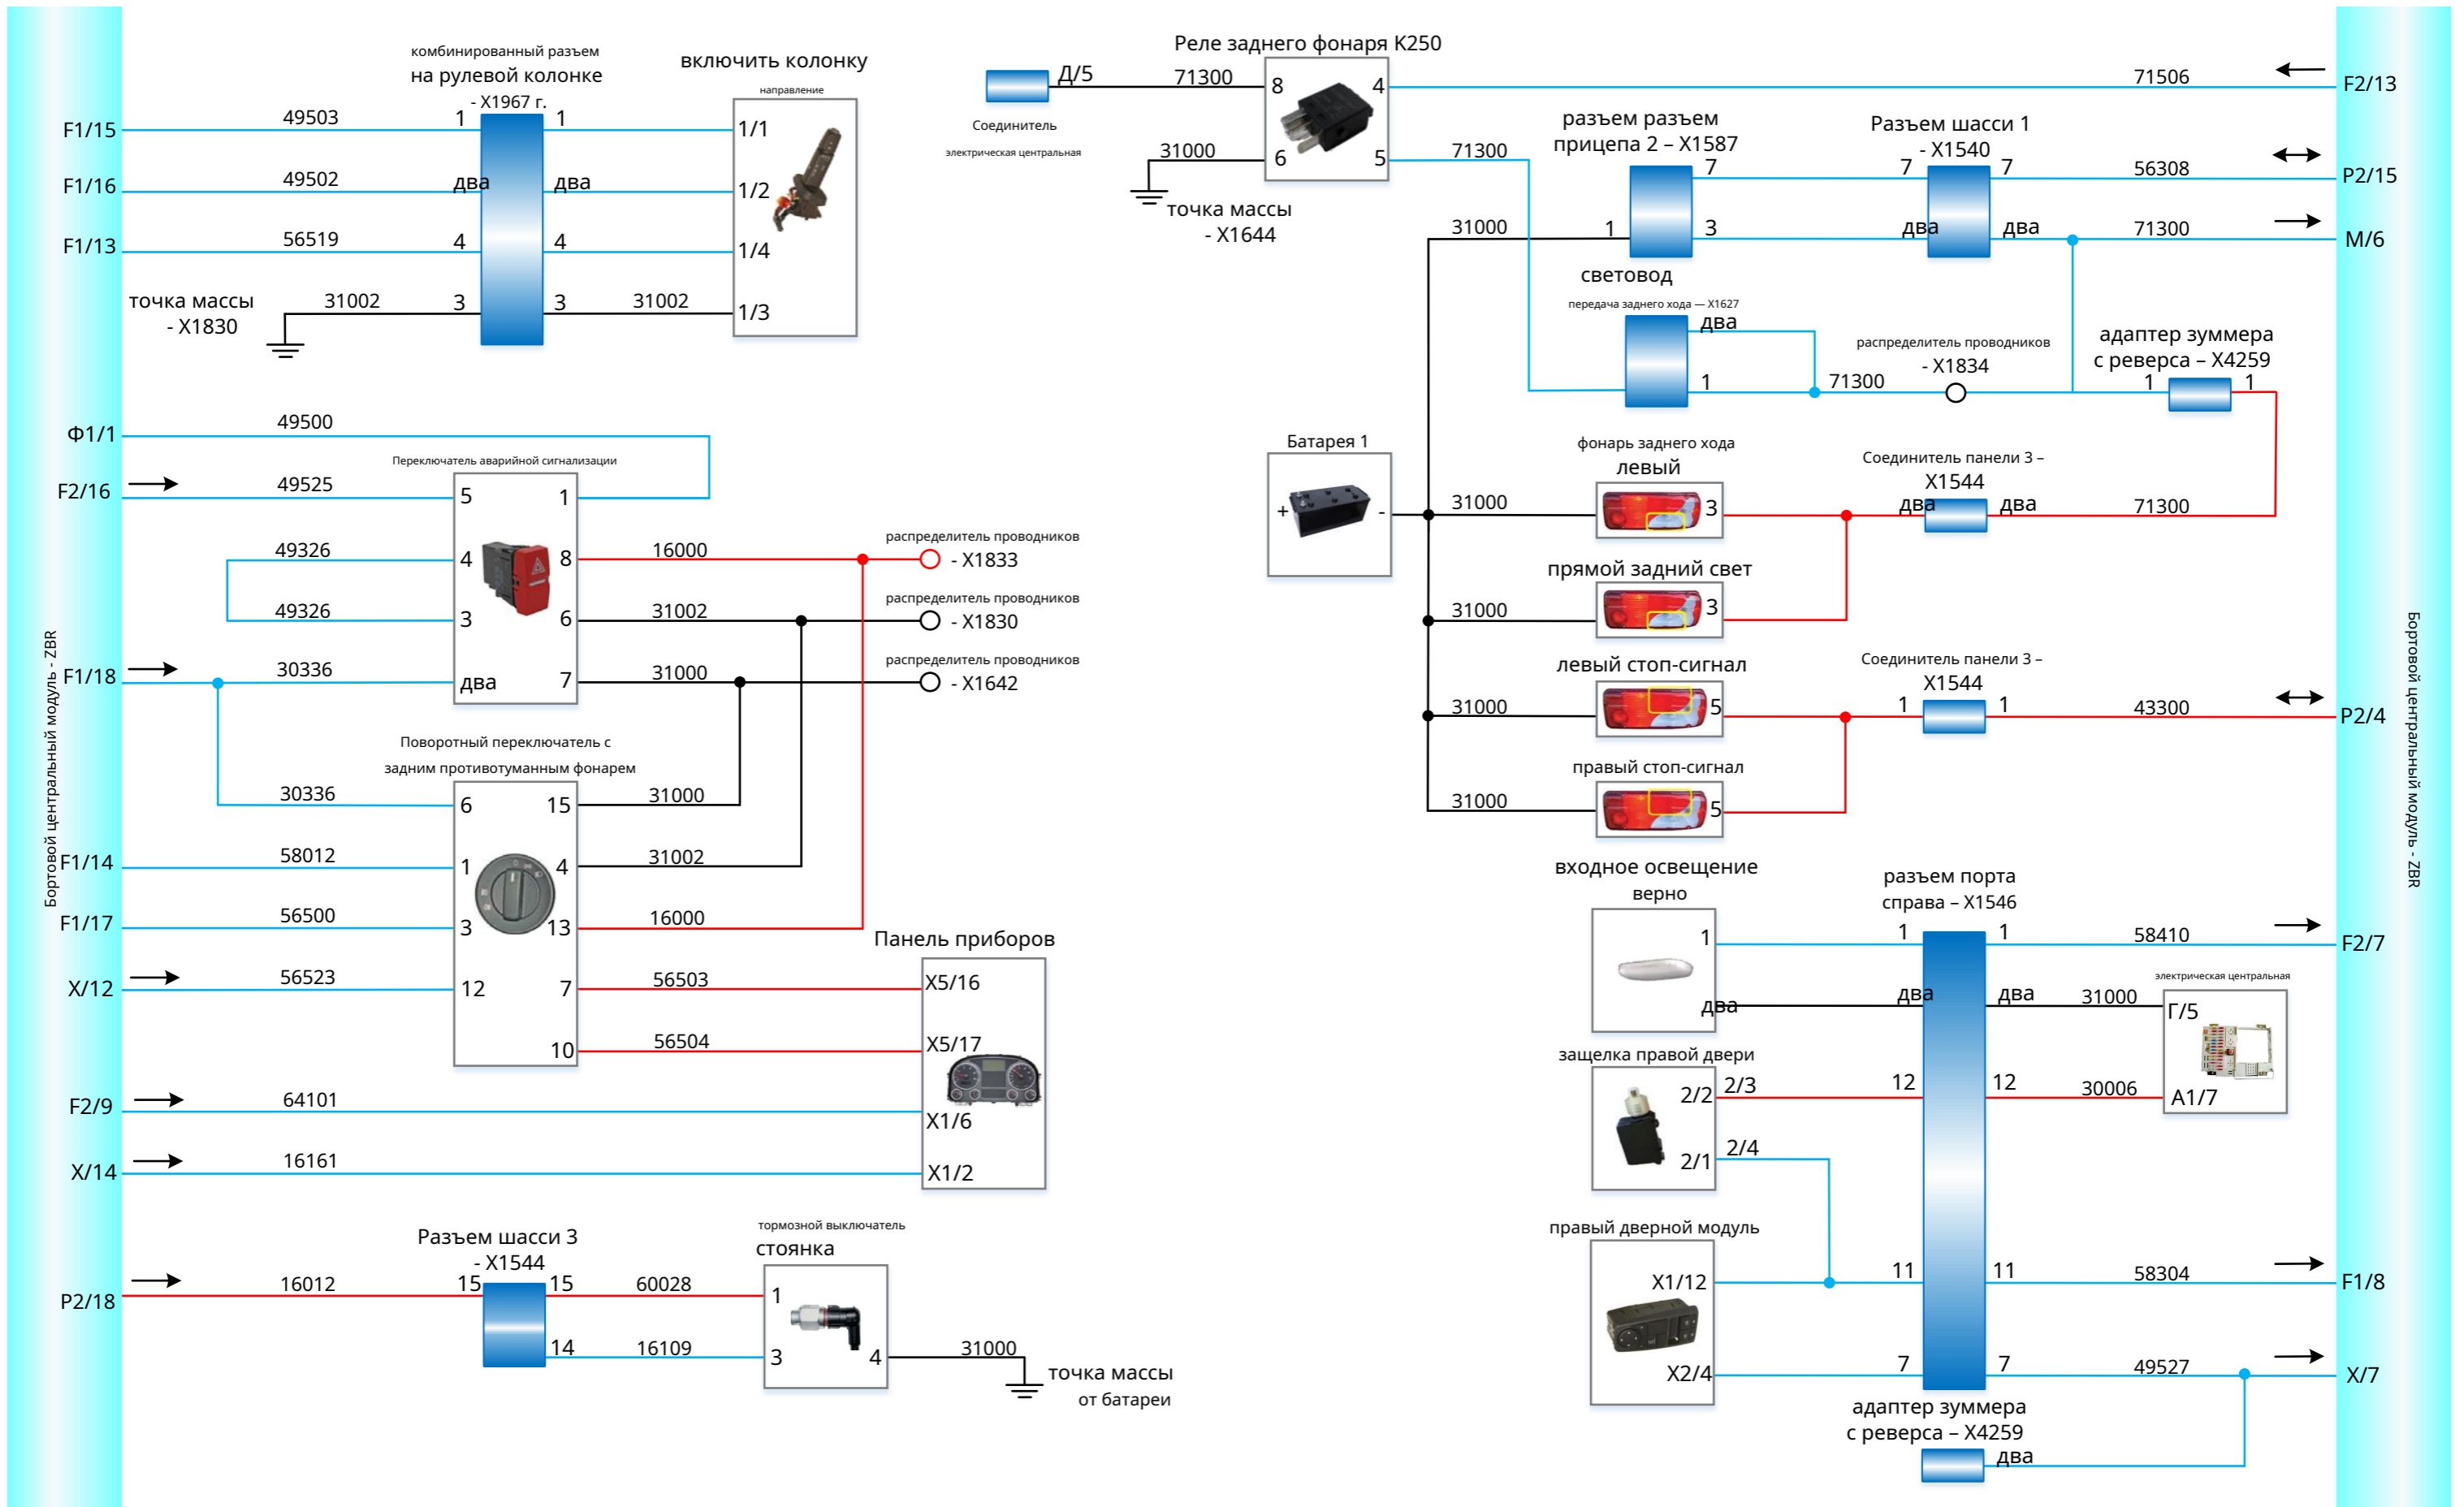 Бортовой центральный модуль - ZBR
комбинированный разъем
на рулевой колонке
- X1967 г.
включить колонку
направление
F1/15
49503
1
1
1/1
F1/16
49502
два
два
1/2
F1/13
56519
4
4
1/4
точка массы
- X1830
31002
3
3
31002
1/3
Ф1/1
49500
Переключатель аварийной сигнализации
F2/16
49525
5
1
49326
4
8
16000
распределитель проводников
- X1833
49326
3
6
31002
распределитель проводников
- X1830
F1/18
30336
два
7
31000
распределитель проводников
- X1642
Поворотный переключатель с
задним противотуманным фонарем
30336
6
15
31000
F1/14
58012
1
4
31002
F1/17
56500
3
13
16000
Панель приборов
X/12
56523
12
7
56503
X5/16
10
56504
X5/17
F2/9
64101
X1/6
X/14
16161
X1/2
Разъем шасси 3
- X1544
тормозной выключатель
стоянка
P2/18
16012
15
15
60028
1
14
16109
3
4
31000
точка массы
от батареи
Реле заднего фонаря K250
Д/5
71300
8
4
71506
F2/13
Соединитель
электрическая центральная
31000
6
5
71300
точка массы
- X1644
разъем разъем
прицепа 2 – X1587
Разъем шасси 1
- X1540
7
7
7
56308
P2/15
31000
1
3
два
два
71300
M/6
световод
передача заднего хода — X1627
два
1
71300
распределитель проводников
- X1834
адаптер зуммера
с реверса – X4259
1
1
Батарея 1
+
-
фонарь заднего хода
левый
31000
3
Соединитель панели 3 –
X1544
два
два
71300
прямой задний свет
31000
3
левый стоп-сигнал
31000
5
Соединитель панели 3 –
X1544
1
1
43300
P2/4
правый стоп-сигнал
31000
5
входное освещение
верно
разъем порта
справа – X1546
1
1
1
58410
F2/7
электрическая центральная
два
два
два
31000
Г/5
защелка правой двери
2/2
2/3
12
12
30006
A1/7
2/1
2/4
правый дверной модуль
X1/12
11
11
58304
F1/8
X2/4
7
7
49527
X/7
адаптер зуммера
с реверса – X4259
два
Бортовой центральный модуль - ZBR